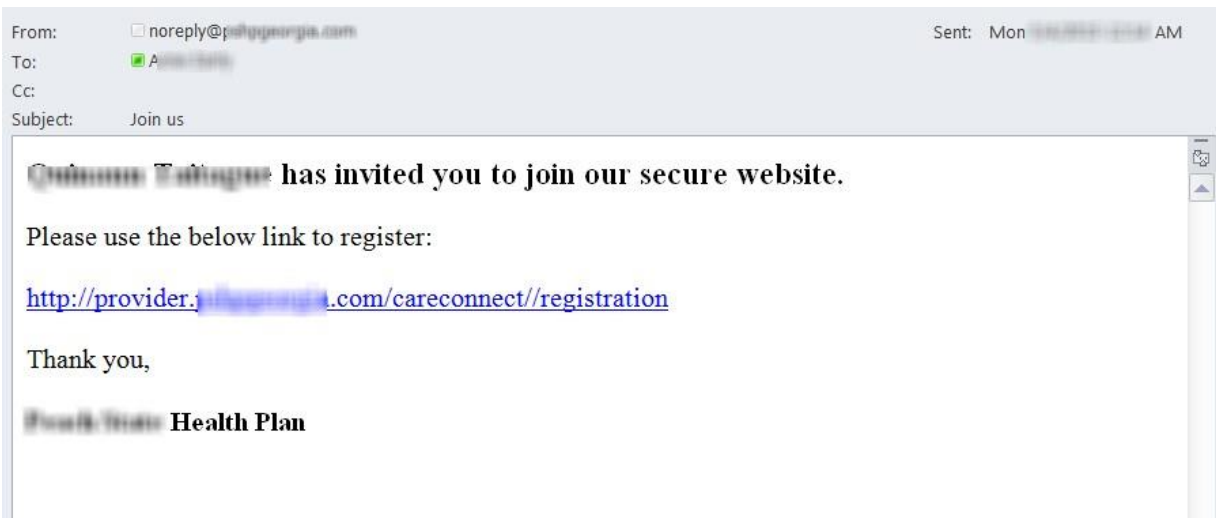 From: noreply@
Sent: Mon AM
To: A
Cc:
Subject: Join us
has invited you to join our secure website.
Please use the below link to register:
http://provider. .com/careconnect//registration
Thank you,
Health Plan